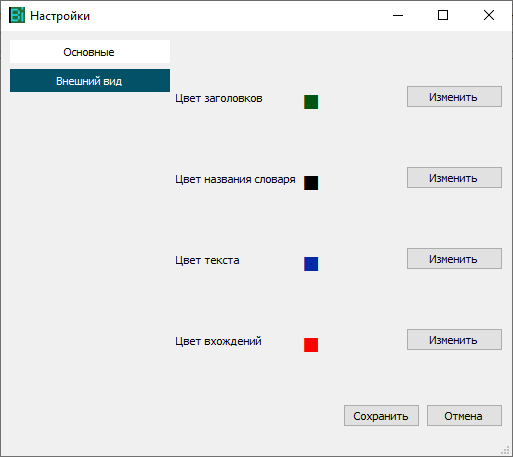 Bi Настройки
Основные
Внешний вид
Цвет заголовков Изменить
Цвет названия словаря Изменить
Цвет текста Изменить
Цвет вхождений Изменить
Сохранить Отмена